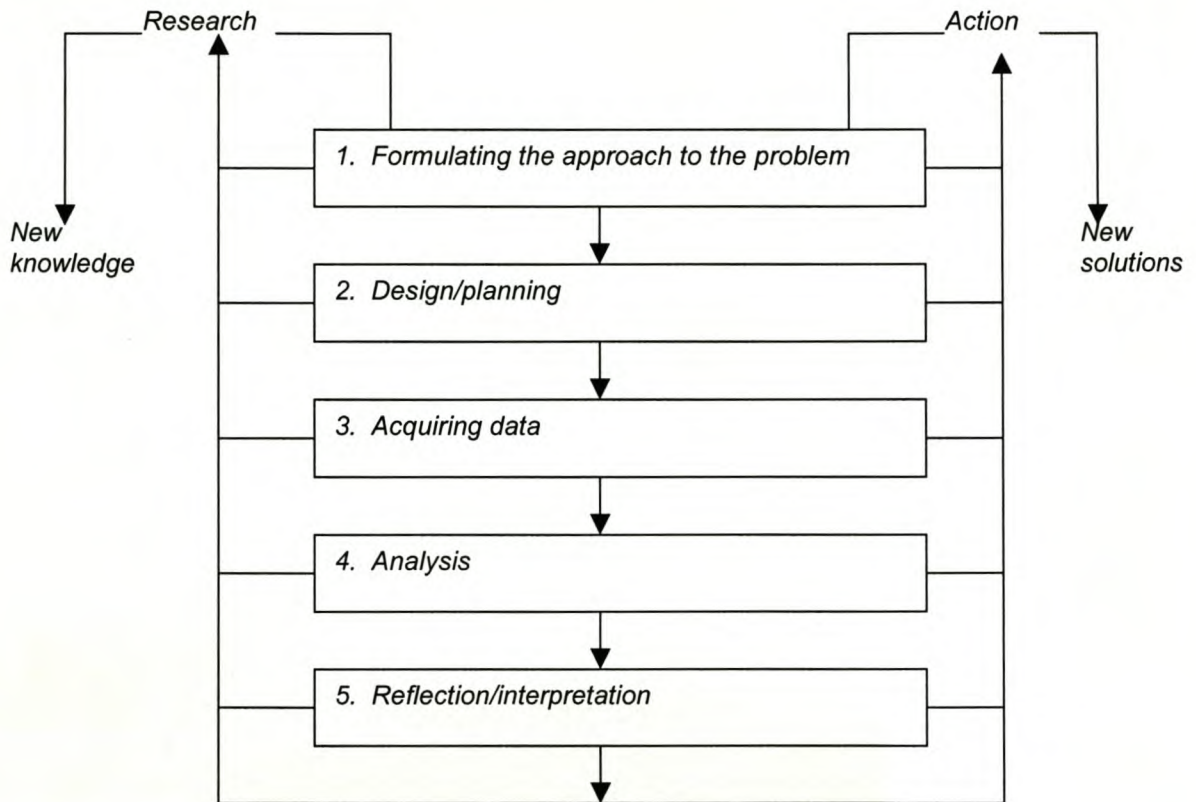 Research
Action
1. Formulating the approach to the problem
New
knowledge
New
solutions
2. Design/planning
3. Acquiring data
4. Analysis
5. Reflection/interpretation